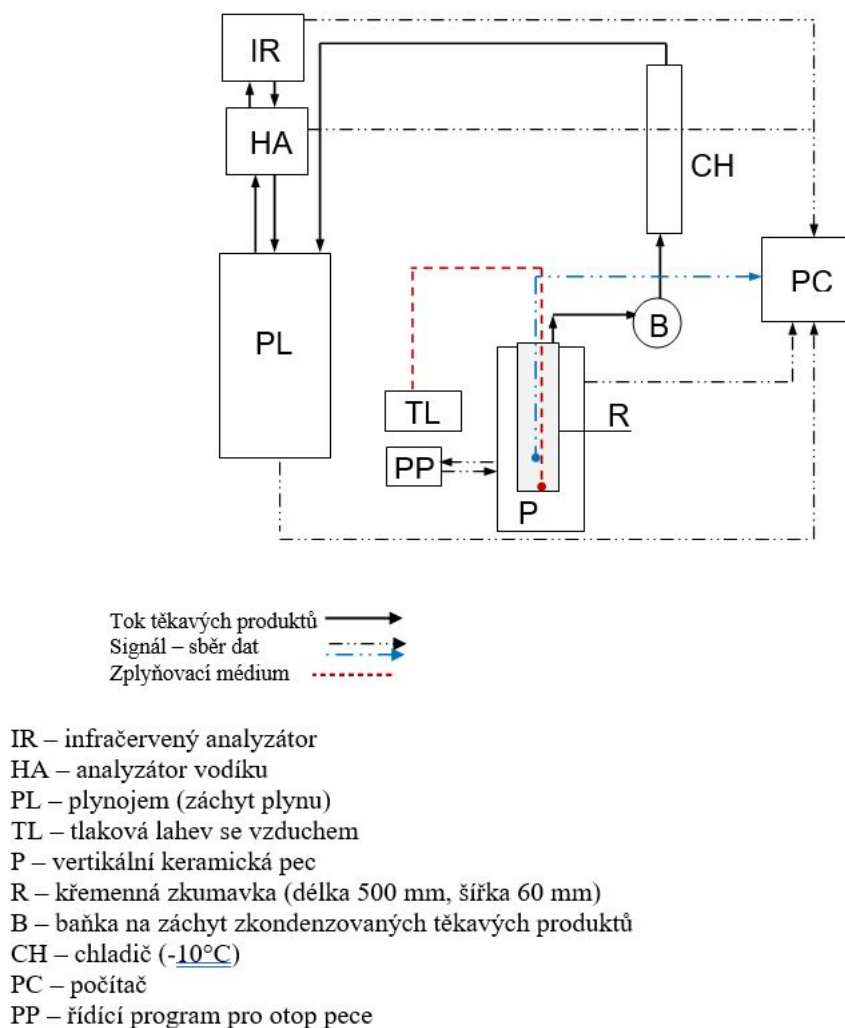 IR
HA
CH
PC
PL
B
TL
R
PP
P
Tok těkavých produktů
Signál – sběr dat
Zplyňovací médium
IR – infračervený analyzátor
HA – analyzátor vodíku
PL – plynojem (záchyt plynu)
TL – tlaková lahev se vzduchem
P – vertikální keramická pec
R – křemenná zkumavka (délka 500 mm, šířka 60 mm)
B – baňka na záchyt zkondenzovaných těkavých produktů
CH – chladič (-10°C)
PC – počítač
PP – řídící program pro otop pece